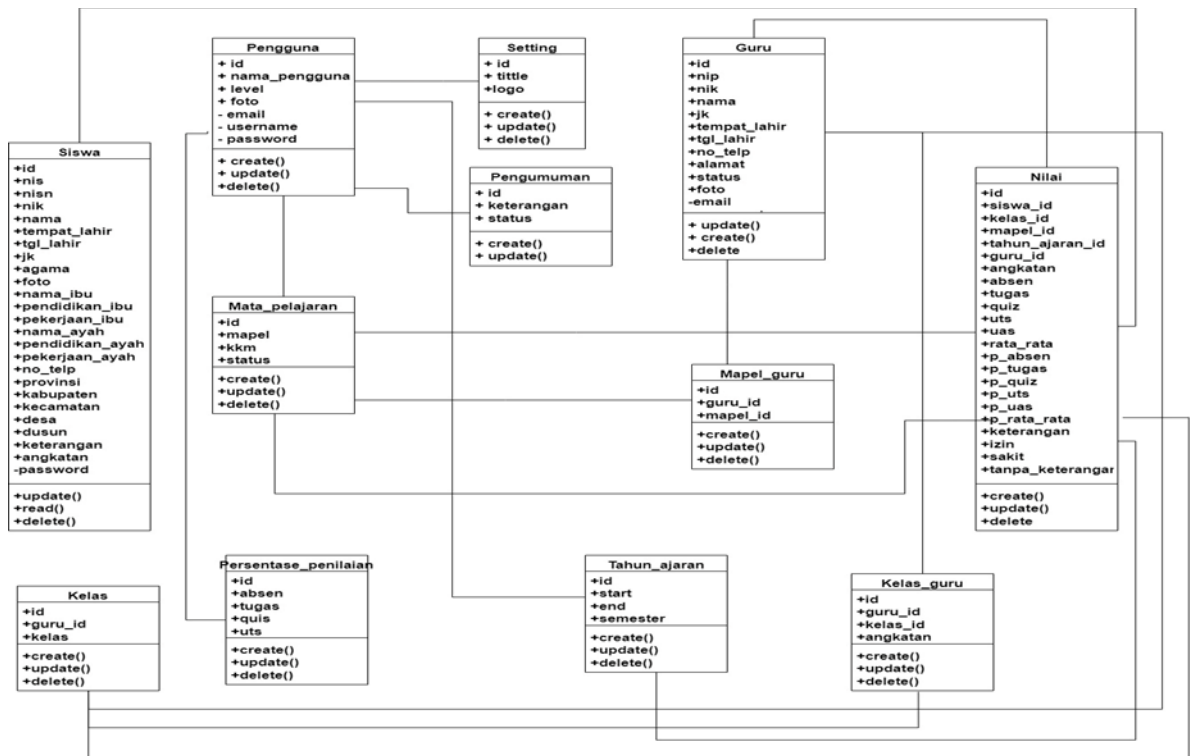 Pengguna
+ id
+ nama_pengguna
+ level
+ foto
- email
- username
- password
+ create()
+ update()
+delete()
Setting
+ id
+ tittle
+logo
+ create()
+ update()
+ delete()
Guru
+id
+nip
+nik
+nama
+jk
+tempat_lahir
+tgl_lahir
+no_telp
+alamat
+status
+foto
-email
+ update()
+ create()
+delete
Siswa
+id
+nis
+nisn
+nik
+nama
+tempat_lahir
+tgl_lahir
+jk
+agama
+foto
+nama_ibu
+pendidikan_ibu
+pekerjaan_ibu
+nama_ayah
+pendidikan_ayah
+pekerjaan_ayah
+no_telp
+provinsi
+kabupaten
+kecamatan
+desa
+dusun
+keterangan
+angkatan
-password
+update()
+read()
+delete()
Pengumuman
+ id
+ keterangan
+ status
+ create()
+ update()
Nilai
+id
+siswa_id
+kelas_id
+mapel_id
+tahun_ajaran_id
+guru_id
+angkatan
+absen
+tugas
+quiz
+uts
+uas
+rata_rata
+p_absen
+p_tugas
+p_quiz
+p_uts
+p_uas
+p_rata_rata
+keterangan
+izin
+sakit
+tanpa_keterangan
+create()
+update()
+delete
Mata_pelajaran
+id
+mapel
+kkm
+status
+create()
+update()
+delete()
Mapel_guru
+id
+guru_id
+mapel_id
+create()
+update()
+delete()
Kelas
+id
+guru_id
+kelas
+create()
+update()
+delete()
Persentase_penilaian
+id
+absen
+tugas
+quis
+uts
+create()
+update()
+delete()
Tahun_ajaran
+id
+start
+end
+semester
+create()
+update()
+delete()
Kelas_guru
+id
+guru_id
+kelas_id
+angkatan
+create()
+update()
+delete()